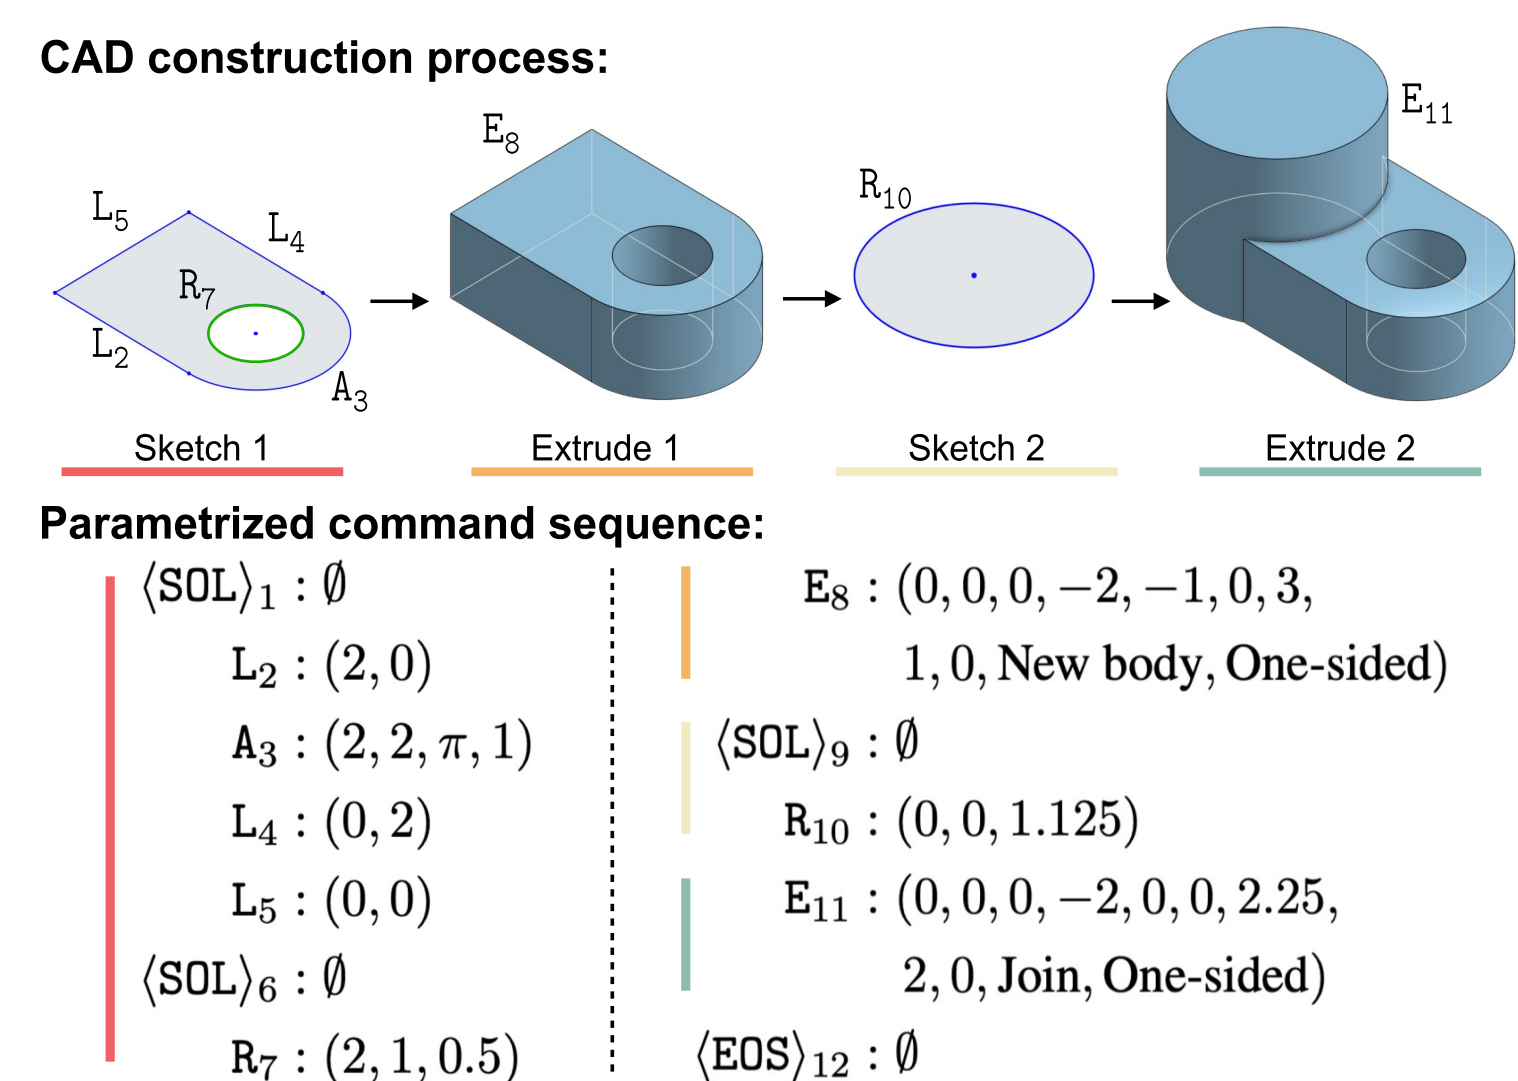 CAD construction process:
L5
L4
R7
L2
A3
E8
R10
E11
Sketch 1
Extrude 1
Sketch 2
Extrude 2
Parametrized command sequence:
⟨SOL⟩1 : ∅
L2 : (2, 0)
A3 : (2, 2, π, 1)
L4 : (0, 2)
L5 : (0, 0)
⟨SOL⟩6 : ∅
R7 : (2, 1, 0.5)
E8 : (0, 0, 0, −2, −1, 0, 3,
1, 0, New body, One-sided)
⟨SOL⟩9 : ∅
R10 : (0, 0, 1.125)
E11 : (0, 0, 0, −2, 0, 0, 2.25,
2, 0, Join, One-sided)
⟨EOS⟩12 : ∅